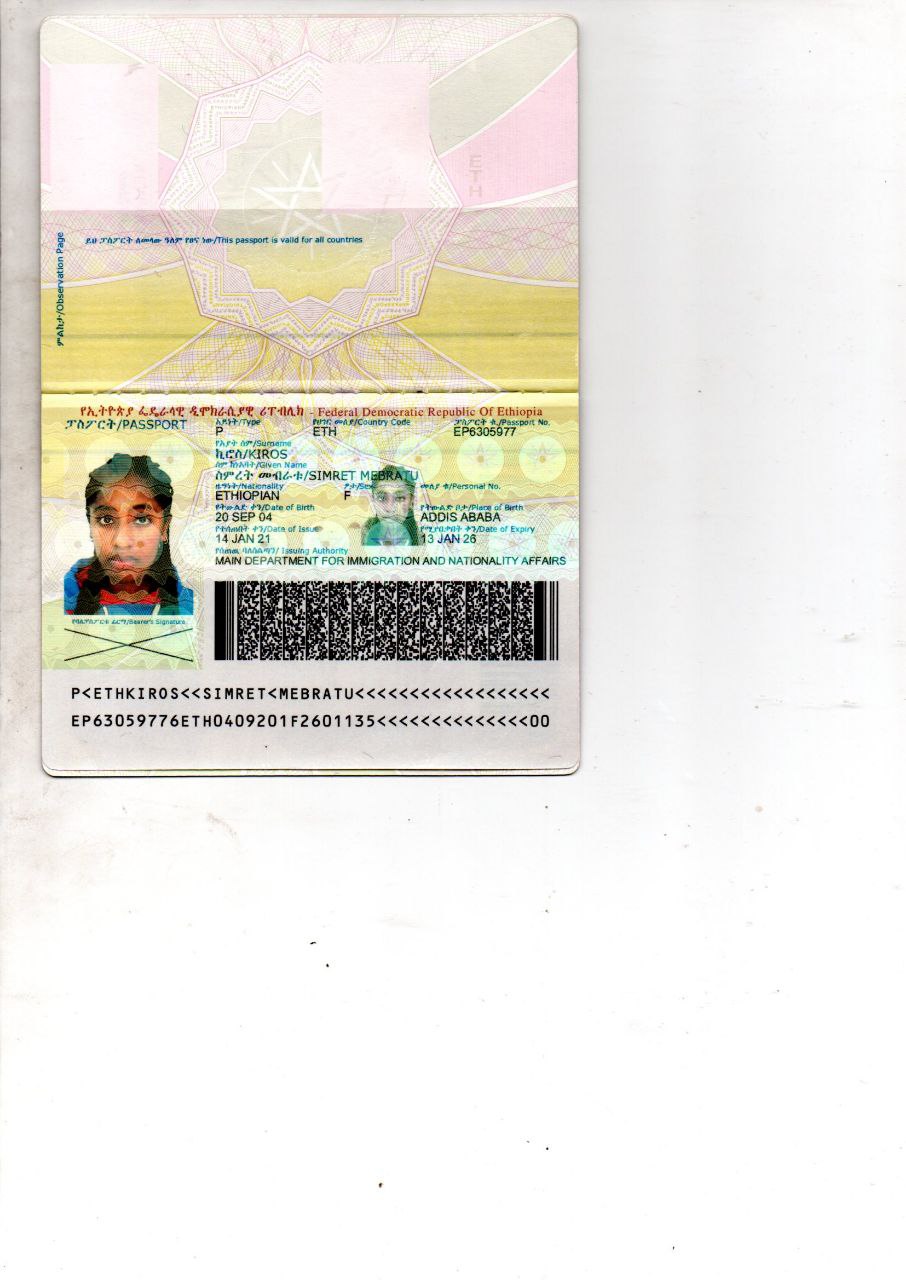 ምልከታ/Observation Page
ይህ ፓስፖርት ለመላው ዓለም የፀና ነው/This passport is valid for all countries
ETH
የኢትዮጵያ ፌዴራላዊ ዲሞክራሲያዊ ሪፐብሊክ - Federal Democratic Republic Of Ethiopia
ፓስፖርት/PASSPORT
አይነት/Type
የሀገር መለያ/Country Code
ፓስፖርት ቁ./Passport No.
P
ETH
EP6305977
የአያት ስም/Surname
ኪሮስ/KIROS
ስም ከነአባት/Given Name
ስምረት መብራቱ/SIMRET MEBRATU
ዜግነት/Nationality
ፆታ/Sex
መለያ ቁ/Personal No.
ETHIOPIAN
F
የትውልድ ቀን/Date of Birth
የትውልድ ቦታ/Place of Birth
20 SEP 04
ADDIS ABABA
የተሰጠበት ቀን/Date of Issue
የሚያበቃበት ቀን/Date of Expiry
14 JAN 21
13 JAN 26
የሰጠዉ ባለስልጣን/ Issuing Authority
MAIN DEPARTMENT FOR IMMIGRATION AND NATIONALITY AFFAIRS
የባለፓስፖርቱ ፊርማ/Bearer's Signature
P<ETHKIROS<<SIMRET<MEBRATU<<<<<<<<<<<<<<<<<<
EP63059776ETH0409201F2601135<<<<<<<<<<<<<<00